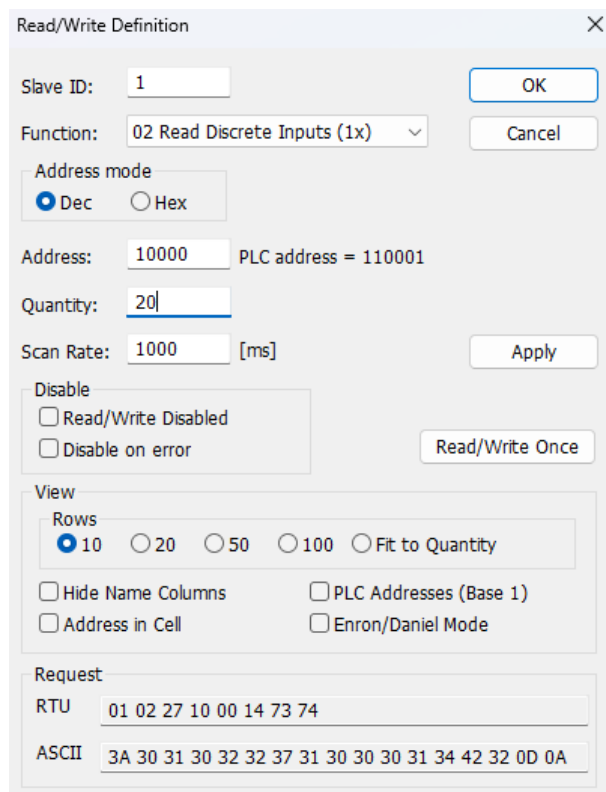 Read/Write Definition
Slave ID: 1 OK
Function: 02 Read Discrete Inputs (1x) Cancel
Address mode
Dec Hex
Address: 10000 PLC address = 110001
Quantity: 20
Scan Rate: 1000 [ms] Apply
Disable
Read/Write Disabled
Disable on error
Read/Write Once
View
Rows
10 20 50 100 Fit to Quantity
Hide Name Columns PLC Addresses (Base 1)
Address in Cell Enron/Daniel Mode
Request
RTU 01 02 27 10 00 14 73 74
ASCII 3A 30 31 30 32 32 37 31 30 30 30 31 34 42 32 0D 0A